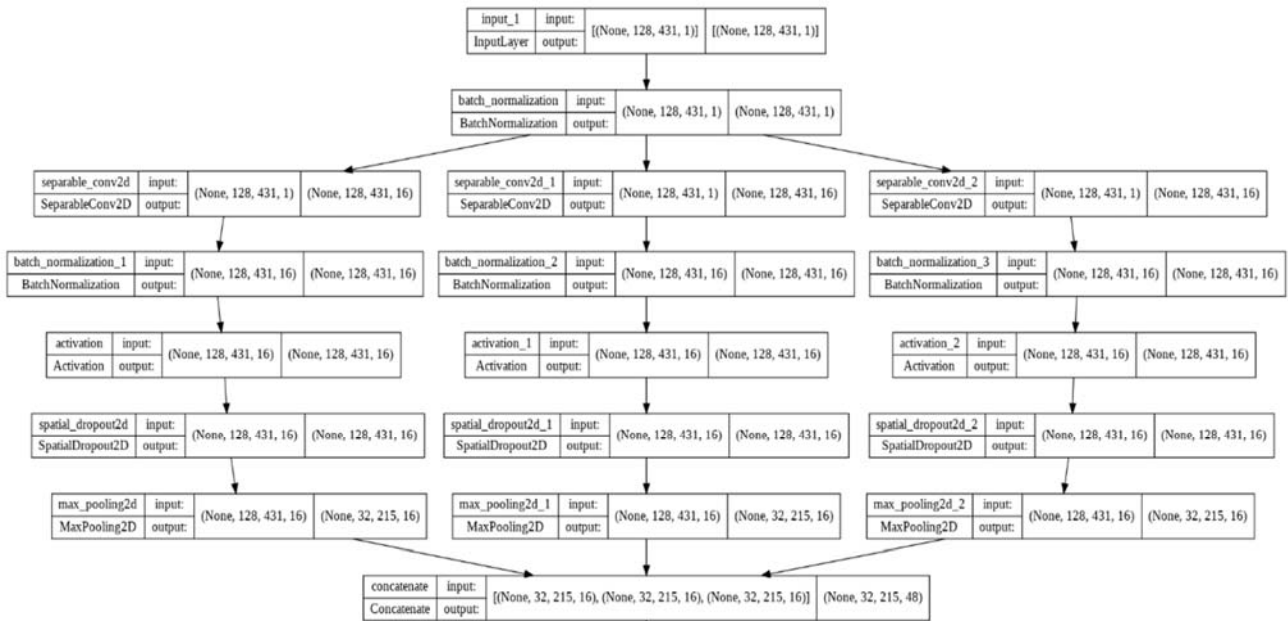 input_1 input: [(None, 128, 431, 1)] [(None, 128, 431, 1)]
InputLayer output:
batch_normalization input: (None, 128, 431, 1) (None, 128, 431, 1)
BatchNormalization output:
separable_conv2d input: (None, 128, 431, 1) (None, 128, 431, 16)
SeparableConv2D output:
separable_conv2d_1 input: (None, 128, 431, 1) (None, 128, 431, 16)
SeparableConv2D output:
separable_conv2d_2 input: (None, 128, 431, 1) (None, 128, 431, 16)
SeparableConv2D output:
batch_normalization_1 input: (None, 128, 431, 16) (None, 128, 431, 16)
BatchNormalization output:
batch_normalization_2 input: (None, 128, 431, 16) (None, 128, 431, 16)
BatchNormalization output:
batch_normalization_3 input: (None, 128, 431, 16) (None, 128, 431, 16)
BatchNormalization output:
activation input: (None, 128, 431, 16) (None, 128, 431, 16)
Activation output:
activation_1 input: (None, 128, 431, 16) (None, 128, 431, 16)
Activation output:
activation_2 input: (None, 128, 431, 16) (None, 128, 431, 16)
Activation output:
spatial_dropout2d input: (None, 128, 431, 16) (None, 128, 431, 16)
SpatialDropout2D output:
spatial_dropout2d_1 input: (None, 128, 431, 16) (None, 128, 431, 16)
SpatialDropout2D output:
spatial_dropout2d_2 input: (None, 128, 431, 16) (None, 128, 431, 16)
SpatialDropout2D output:
max_pooling2d input: (None, 128, 431, 16) (None, 32, 215, 16)
MaxPooling2D output:
max_pooling2d_1 input: (None, 128, 431, 16) (None, 32, 215, 16)
MaxPooling2D output:
max_pooling2d_2 input: (None, 128, 431, 16) (None, 32, 215, 16)
MaxPooling2D output:
concatenate input: [(None, 32, 215, 16), (None, 32, 215, 16), (None, 32, 215, 16)] (None, 32, 215, 48)
Concatenate output: